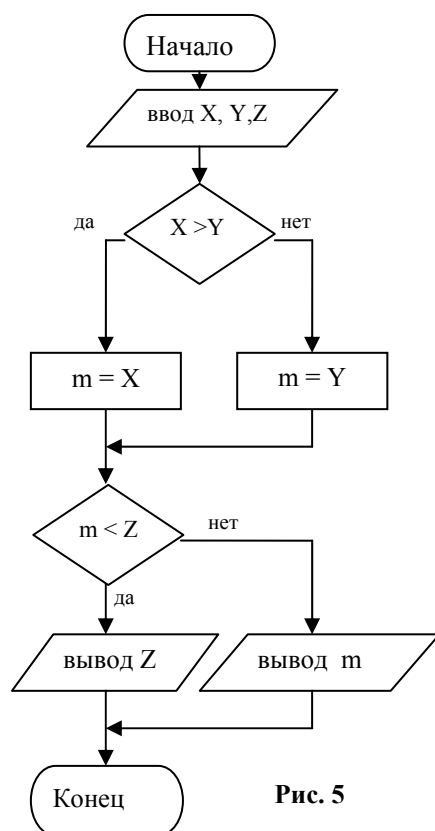 Начало
ввод X, Y,Z
да
X >Y
нет
m = X
m = Y
m < Z
нет
да
вывод Z
вывод m
Конец
Рис. 5